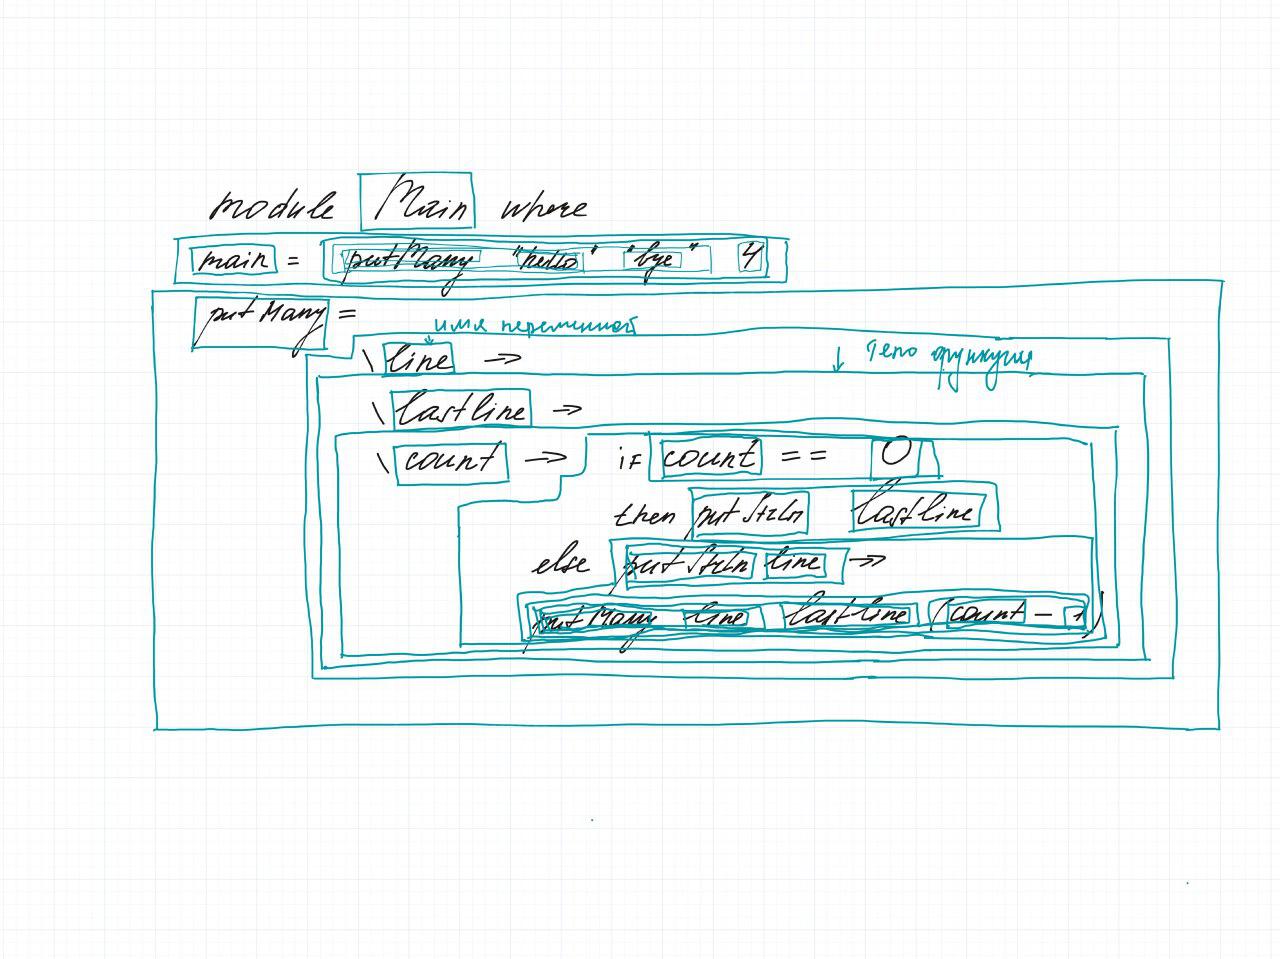 module Main where
main = putMany "hello" "bye" 4
putMany =
имя переменной
\ line ->
тело функции
\ lastline ->
\ count -> if count == 0
then putStrLn lastline
else putStrLn line >>
putMany line lastline (count - 1)